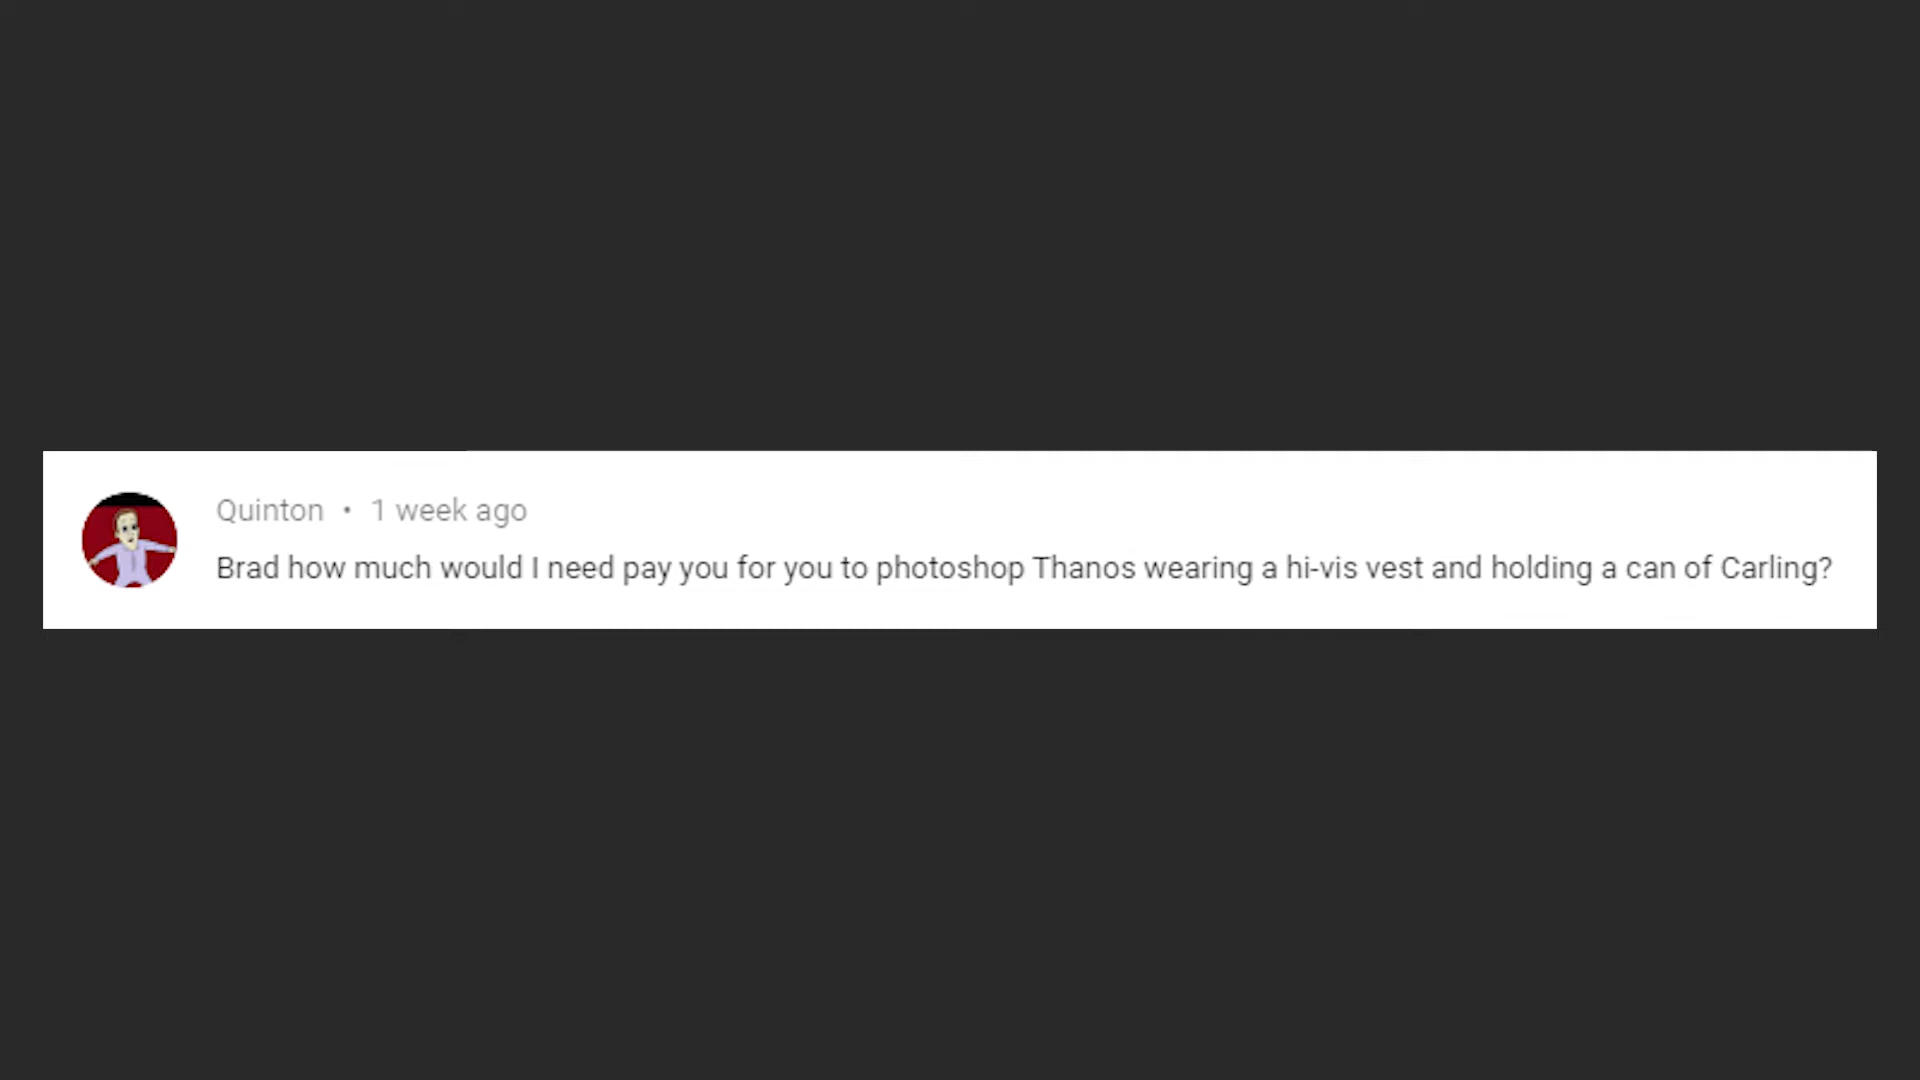 Quinton • 1 week ago
Brad how much would I need pay you for you to photoshop Thanos wearing a hi-vis vest and holding a can of Carling?